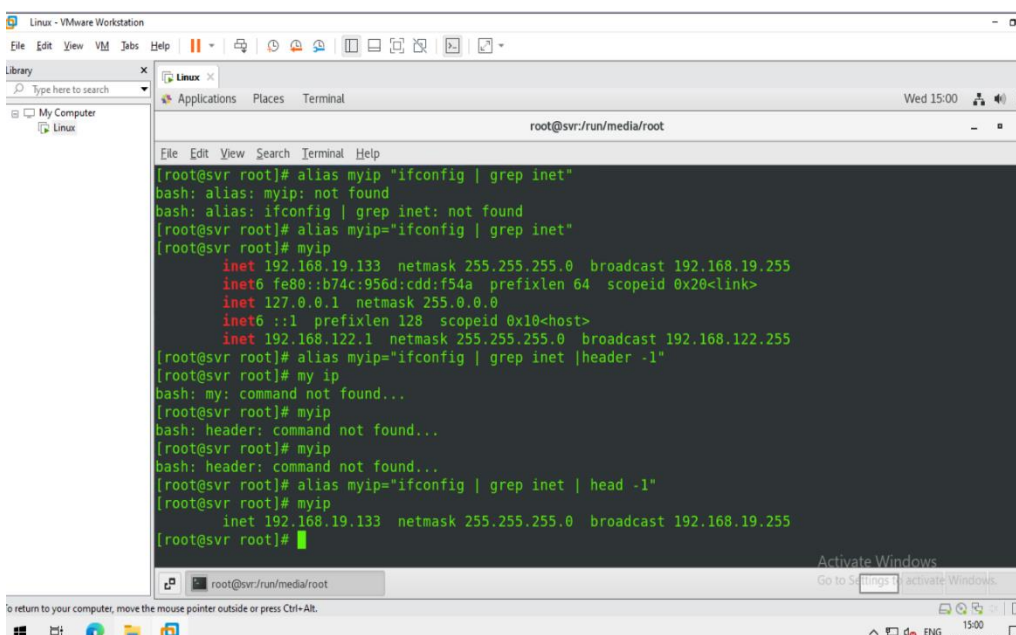 Linux - VMware Workstation
File Edit View VM Tabs Help
Library
Type here to search
My Computer
Linux
Linux
Applications Places Terminal
Wed 15:00
root@svr:/run/media/root
File Edit View Search Terminal Help
[root@svr root]# alias myip "ifconfig | grep inet"
bash: alias: myip: not found
bash: alias: ifconfig | grep inet: not found
[root@svr root]# alias myip="ifconfig | grep inet"
[root@svr root]# myip
inet 192.168.19.133 netmask 255.255.255.0 broadcast 192.168.19.255
inet6 fe80::b74c:956d:cdd:f54a prefixlen 64 scopeid 0x20<link>
inet 127.0.0.1 netmask 255.0.0.0
inet6 ::1 prefixlen 128 scopeid 0x10<host>
inet 192.168.122.1 netmask 255.255.255.0 broadcast 192.168.122.255
[root@svr root]# alias myip="ifconfig | grep inet |header -1"
[root@svr root]# my ip
bash: my: command not found...
[root@svr root]# myip
bash: header: command not found...
[root@svr root]# myip
bash: header: command not found...
[root@svr root]# alias myip="ifconfig | grep inet | head -1"
[root@svr root]# myip
inet 192.168.19.133 netmask 255.255.255.0 broadcast 192.168.19.255
[root@svr root]#
Activate Windows
Go to Settings to activate Windows.
root@svr:/run/media/root
To return to your computer, move the mouse pointer outside or press Ctrl+Alt.
ENG
15:00